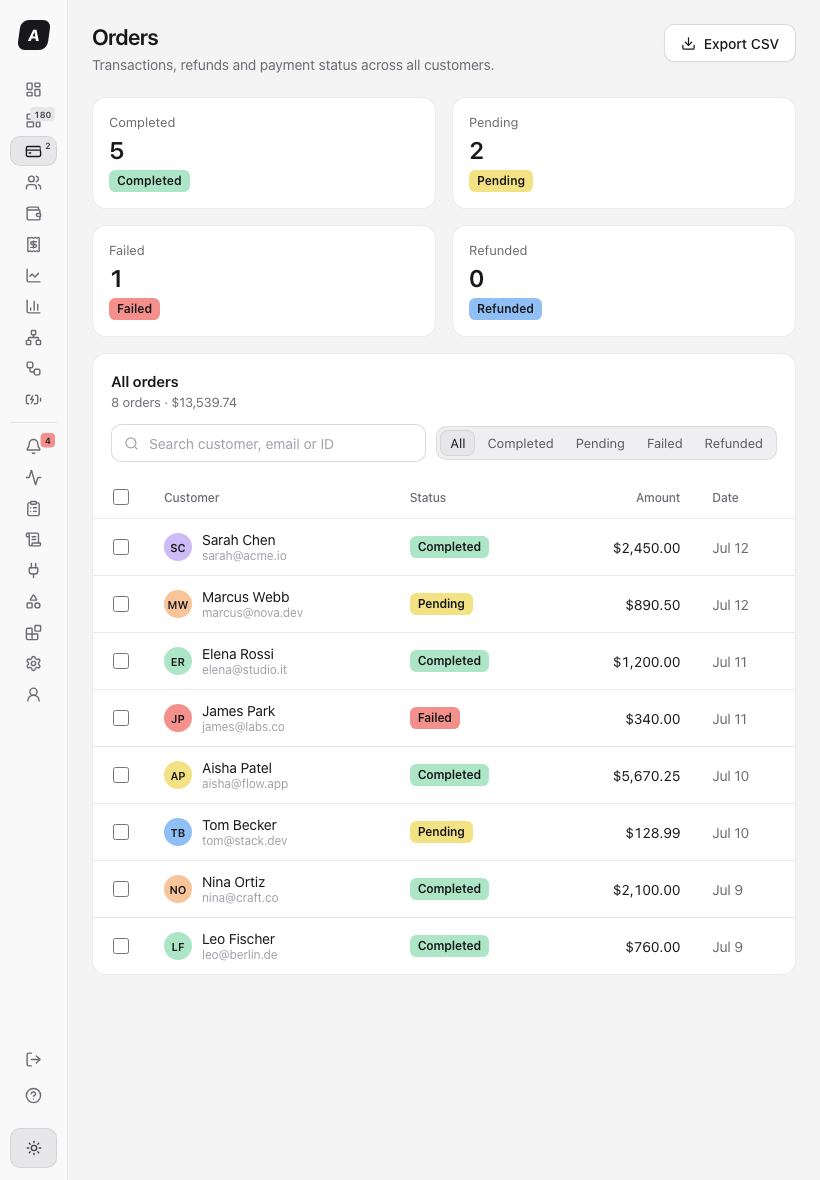 A
180
2
4
Orders
Transactions, refunds and payment status across all customers.
Export CSV
Completed
5
Completed
Pending
2
Pending
Failed
1
Failed
Refunded
0
Refunded
All orders
8 orders · $13,539.74
Search customer, email or ID
All Completed Pending Failed Refunded
Customer Status Amount Date
SC Sarah Chen Completed $2,450.00 Jul 12
sarah@acme.io
MW Marcus Webb Pending $890.50 Jul 12
marcus@nova.dev
ER Elena Rossi Completed $1,200.00 Jul 11
elena@studio.it
JP James Park Failed $340.00 Jul 11
james@labs.co
AP Aisha Patel Completed $5,670.25 Jul 10
aisha@flow.app
TB Tom Becker Pending $128.99 Jul 10
tom@stack.dev
NO Nina Ortiz Completed $2,100.00 Jul 9
nina@craft.co
LF Leo Fischer Completed $760.00 Jul 9
leo@berlin.de